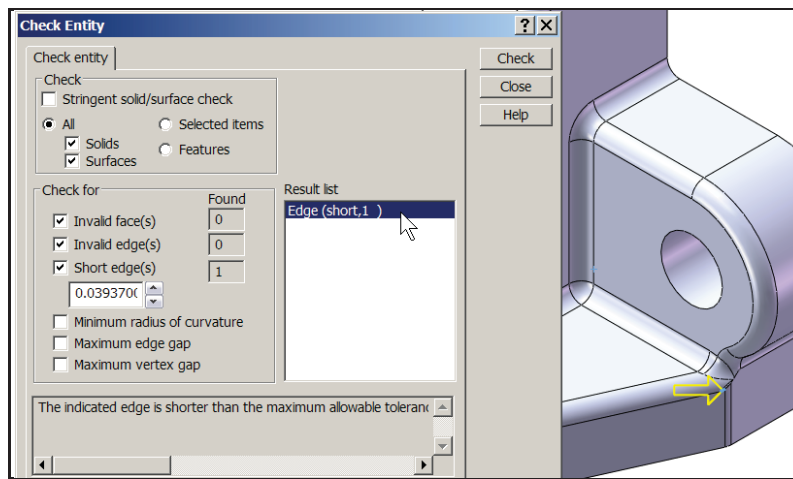 Check Entity
Check entity
Check
Close
Help
Check
Stringent solid/surface check
All
Selected items
Solids
Surfaces
Features
Check for
Found
Invalid face(s)
0
Invalid edge(s)
0
Short edge(s)
1
0.039370
Minimum radius of curvature
Maximum edge gap
Maximum vertex gap
Result list
Edge (short,1 )
The indicated edge is shorter than the maximum allowable